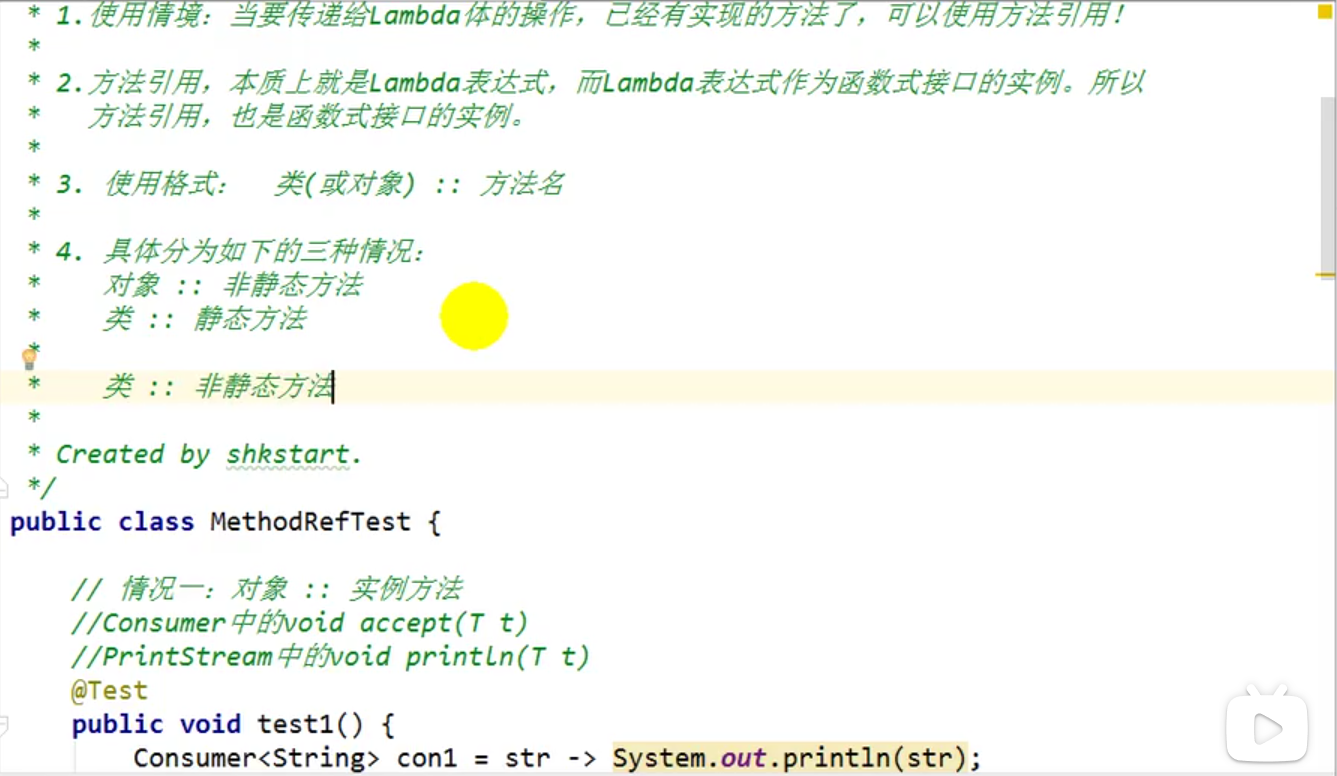 * 1.使用情境：当要传递给Lambda体的操作，已经有实现的方法了，可以使用方法引用！
*
* 2.方法引用，本质上就是Lambda表达式，而Lambda表达式作为函数式接口的实例。所以
*   方法引用，也是函数式接口的实例。
*
* 3. 使用格式：  类(或对象) :: 方法名
*
* 4. 具体分为如下的三种情况：
*    对象 :: 非静态方法
*    类 :: 静态方法
*
*    类 :: 非静态方法
*
* Created by shkstart.
*/
public class MethodRefTest {
// 情况一：对象 :: 实例方法
//Consumer中的void accept(T t)
//PrintStream中的void println(T t)
@Test
public void test1() {
Consumer<String> con1 = str -> System.out.println(str);